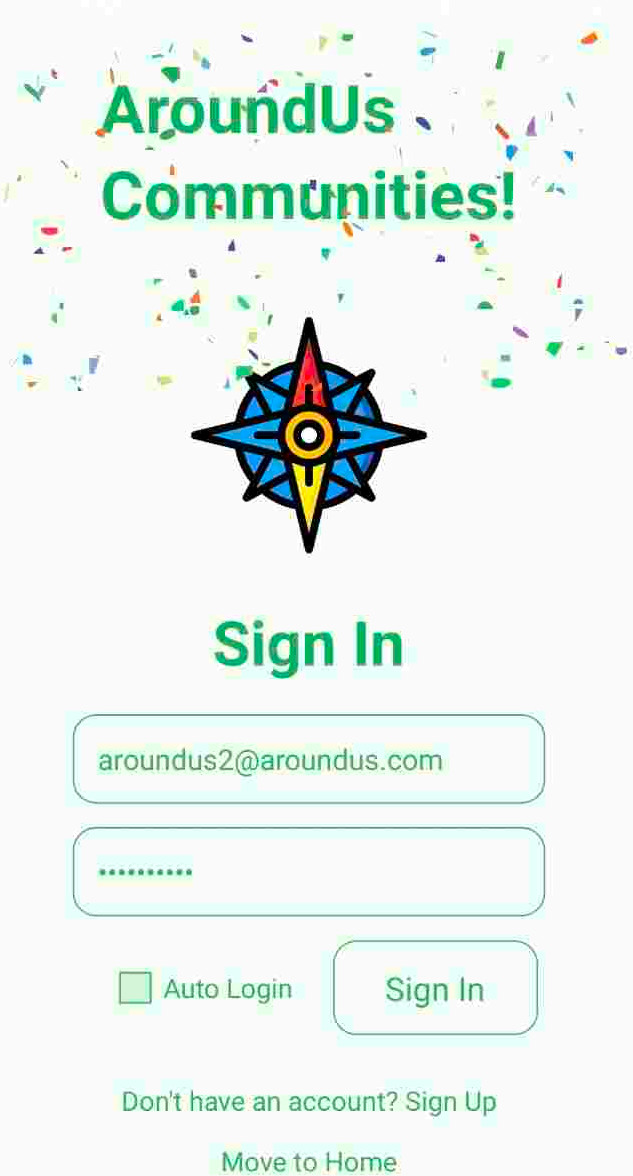 AroundUs
Communities!
Sign In
aroundus2@aroundus.com
••••••••••
Auto Login
Sign In
Don't have an account? Sign Up
Move to Home